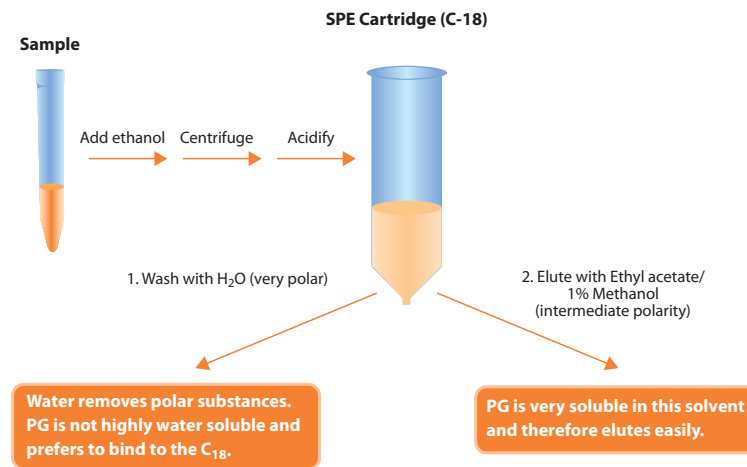 SPE Cartridge (C-18)
Sample
Add ethanol
Centrifuge
Acidify
1. Wash with H₂O (very polar)
2. Elute with Ethyl acetate/
1% Methanol
(intermediate polarity)
Water removes polar substances.
PG is not highly water soluble and
prefers to bind to the C₁₈.
PG is very soluble in this solvent
and therefore elutes easily.